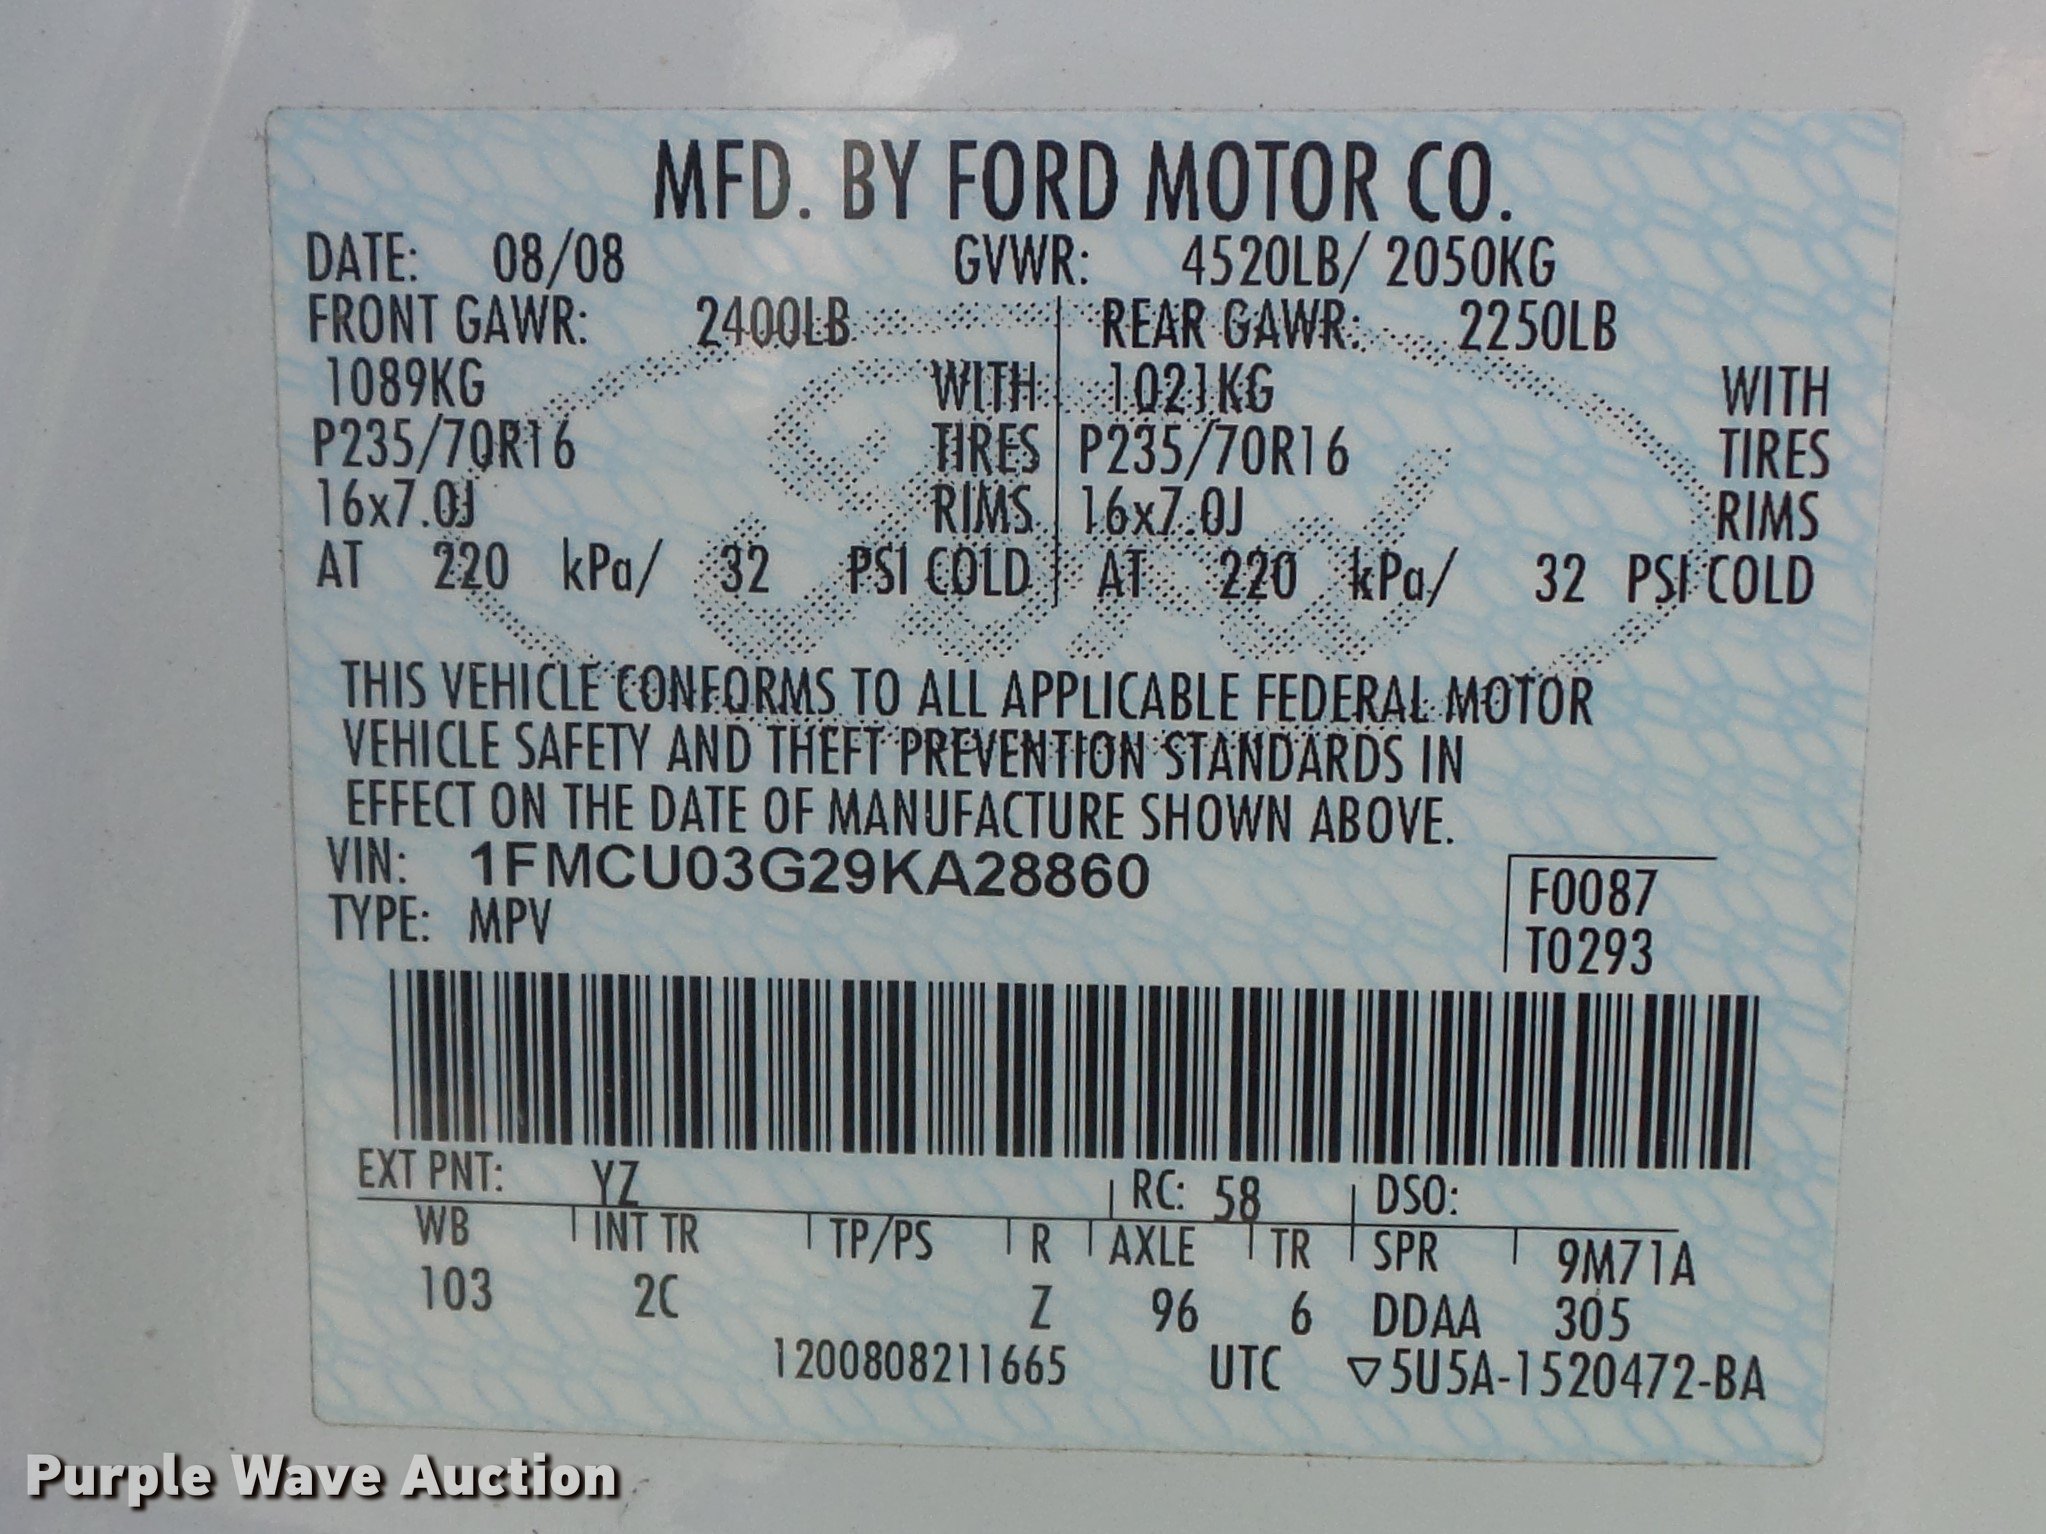 MFD. BY FORD MOTOR CO.
DATE: 08/08 GVWR: 4520LB/ 2050KG
FRONT GAWR: 2400LB REAR GAWR: 2250LB
1089KG WITH 1021KG WITH
P235/70R16 TIRES P235/70R16 TIRES
16x7.0J RIMS 16x7.0J RIMS
AT 220 kPa/ 32 PSI COLD AT 220 kPa/ 32 PSI COLD
THIS VEHICLE CONFORMS TO ALL APPLICABLE FEDERAL MOTOR
VEHICLE SAFETY AND THEFT PREVENTION STANDARDS IN
EFFECT ON THE DATE OF MANUFACTURE SHOWN ABOVE.
VIN: 1FMCU03G29KA28860
TYPE: MPV
F0087
T0293
EXT PNT: YZ RC: 58 DSO:
WB INT TR TP/PS R AXLE TR SPR 9M71A
103 2C Z 96 6 DDAA 305
1200808211665 UTC ▽5U5A-1520472-BA
Ford
Purple Wave Auction